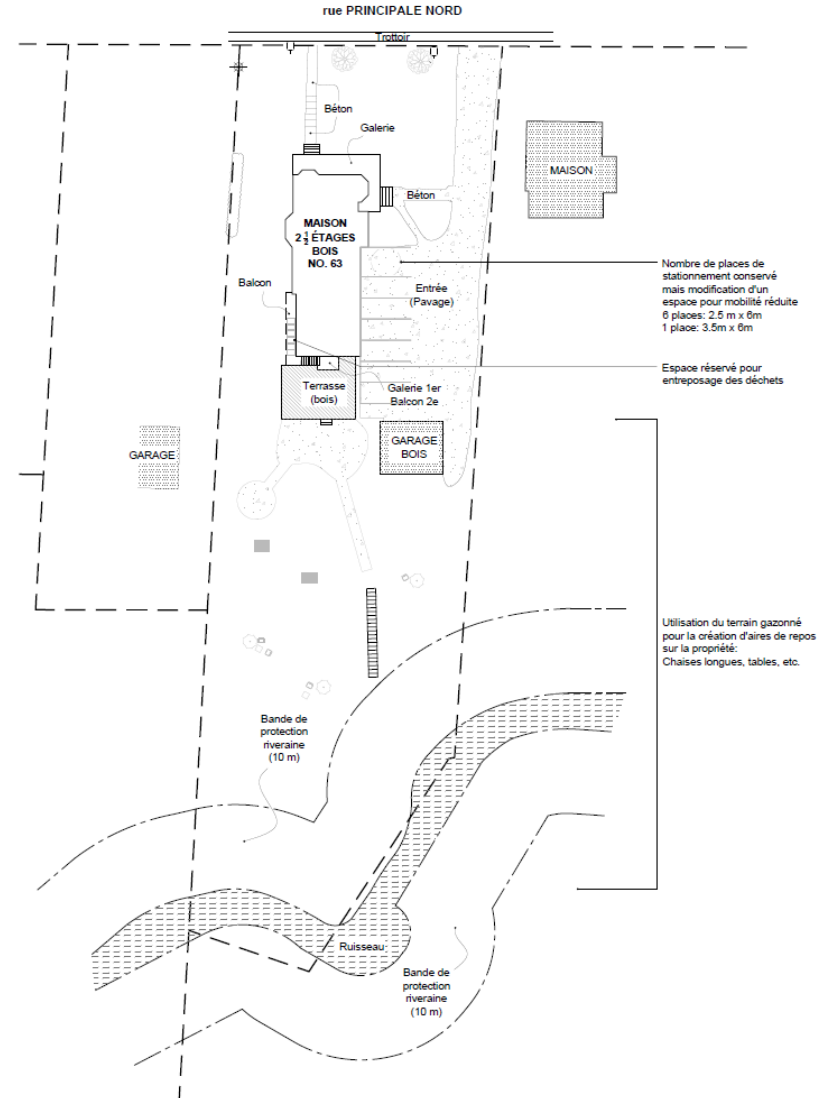 rue PRINCIPALE NORD
Trottoir
Béton
Galerie
MAISON
Béton
MAISON
2 ½ ÉTAGES
BOIS
NO. 63
Nombre de places de
stationnement conservé
mais modification d'un
espace pour mobilité réduite
6 places: 2.5 m x 6m
1 place: 3.5m x 6m
Balcon
Entrée
(Pavage)
Espace réservé pour
entreposage des déchets
Terrasse
(bois)
Galerie 1er
Balcon 2e
GARAGE
GARAGE
BOIS
Utilisation du terrain gazonné
pour la création d'aires de repos
sur la propriété:
Chaises longues, tables, etc.
Bande de
protection
riveraine
(10 m)
Ruisseau
Bande de
protection
riveraine
(10 m)